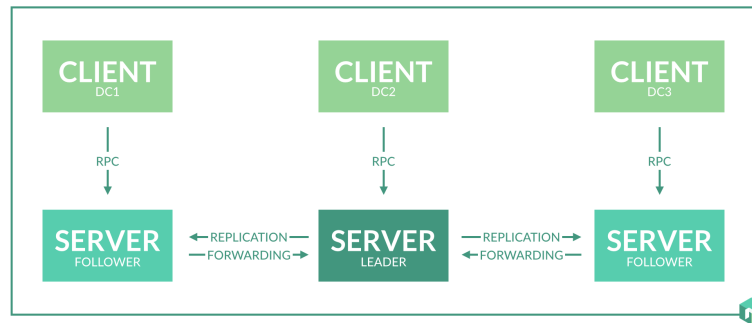 CLIENT
DC1
CLIENT
DC2
CLIENT
DC3
RPC
RPC
RPC
SERVER
FOLLOWER
REPLICATION
FORWARDING
SERVER
LEADER
REPLICATION
FORWARDING
SERVER
FOLLOWER